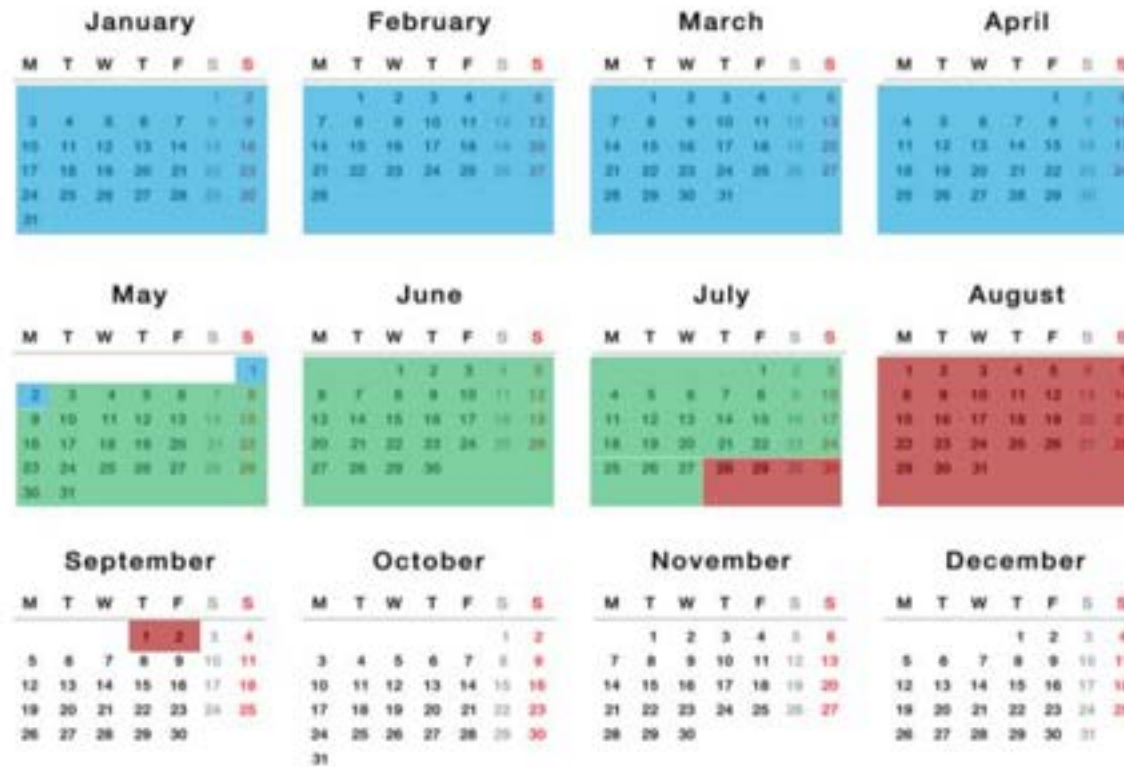 January
M T W T F S S
1 2
3 4 5 6 7 8 9
10 11 12 13 14 15 16
17 18 19 20 21 22 23
24 25 26 27 28 29 30
31
February
M T W T F S S
1 2 3 4 5 6
7 8 9 10 11 12 13
14 15 16 17 18 19 20
21 22 23 24 25 26 27
28
March
M T W T F S S
1 2 3 4 5 6
7 8 9 10 11 12 13
14 15 16 17 18 19 20
21 22 23 24 25 26 27
28 29 30 31
April
M T W T F S S
1 2
4 5 6 7 8 9
11 12 13 14 15 16
18 19 20 21 22 23
25 26 27 28 29 30
May
M T W T F S S
1
2 3 4 5 6 7 8
9 10 11 12 13 14 15
16 17 18 19 20 21 22
23 24 25 26 27 28 29
30 31
June
M T W T F S S
1 2 3 4 5
6 7 8 9 10 11 12
13 14 15 16 17 18 19
20 21 22 23 24 25 26
27 28 29 30
July
M T W T F S S
1 2 3
4 5 6 7 8 9 10
11 12 13 14 15 16 17
18 19 20 21 22 23 24
25 26 27 28 29 30 31
August
M T W T F S S
1 2 3 4 5 6
8 9 10 11 12 13
15 16 17 18 19 20
22 23 24 25 26 27
29 30 31
September
M T W T F S S
1 2 3 4
5 6 7 8 9 10 11
12 13 14 15 16 17 18
19 20 21 22 23 24 25
26 27 28 29 30
October
M T W T F S S
1 2
3 4 5 6 7 8 9
10 11 12 13 14 15 16
17 18 19 20 21 22 23
24 25 26 27 28 29 30
31
November
M T W T F S S
1 2 3 4 5 6
7 8 9 10 11 12 13
14 15 16 17 18 19 20
21 22 23 24 25 26 27
28 29 30
December
M T W T F S S
1 2 3
5 6 7 8 9 10
12 13 14 15 16 17
19 20 21 22 23 24
26 27 28 29 30 31